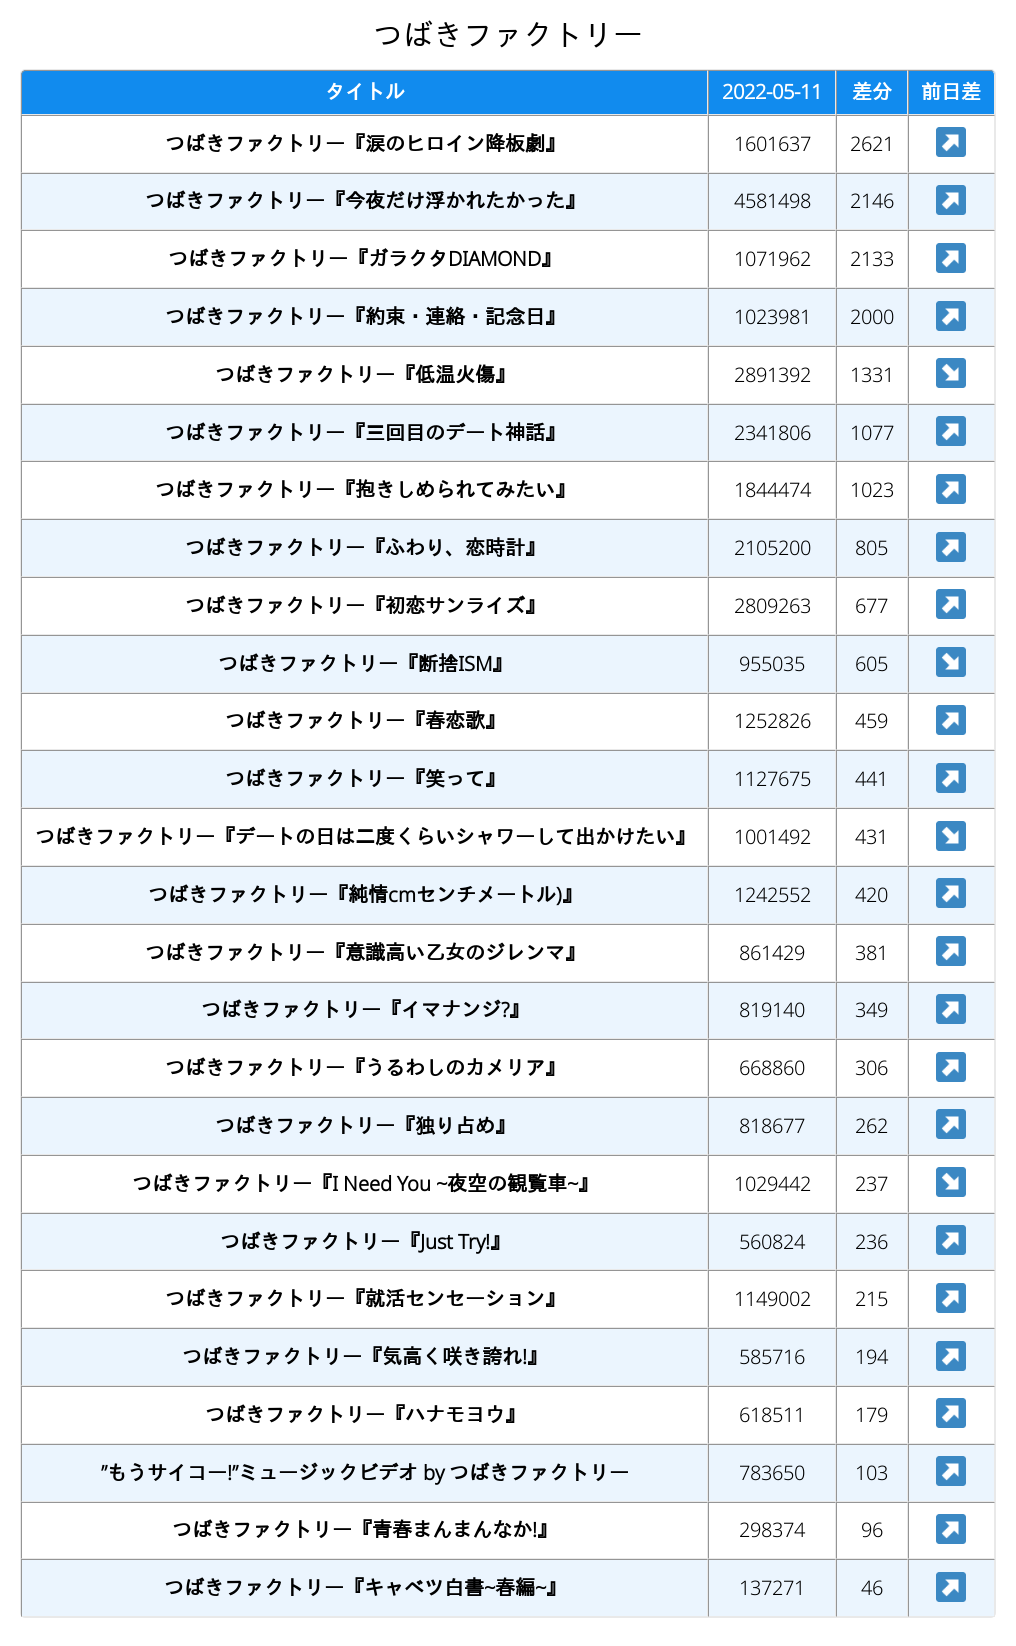 つばきファクトリー
タイトル 2022-05-11 差分 前日差
つばきファクトリー『涙のヒロイン降板劇』 1601637 2621
つばきファクトリー『今夜だけ浮かれたかった』 4581498 2146
つばきファクトリー『ガラクタDIAMOND』 1071962 2133
つばきファクトリー『約束・連絡・記念日』 1023981 2000
つばきファクトリー『低温火傷』 2891392 1331
つばきファクトリー『三回目のデート神話』 2341806 1077
つばきファクトリー『抱きしめられてみたい』 1844474 1023
つばきファクトリー『ふわり、恋時計』 2105200 805
つばきファクトリー『初恋サンライズ』 2809263 677
つばきファクトリー『断捨ISM』 955035 605
つばきファクトリー『春恋歌』 1252826 459
つばきファクトリー『笑って』 1127675 441
つばきファクトリー『デートの日は二度くらいシャワーして出かけたい』 1001492 431
つばきファクトリー『純情cmセンチメートル)』 1242552 420
つばきファクトリー『意識高い乙女のジレンマ』 861429 381
つばきファクトリー『イマナンジ?』 819140 349
つばきファクトリー『うるわしのカメリア』 668860 306
つばきファクトリー『独り占め』 818677 262
つばきファクトリー『I Need You ~夜空の観覧車~』 1029442 237
つばきファクトリー『Just Try!』 560824 236
つばきファクトリー『就活センセーション』 1149002 215
つばきファクトリー『気高く咲き誇れ!』 585716 194
つばきファクトリー『ハナモヨウ』 618511 179
”もうサイコー!”ミュージックビデオ by つばきファクトリー 783650 103
つばきファクトリー『青春まんまんなか!』 298374 96
つばきファクトリー『キャベツ白書~春編~』 137271 46